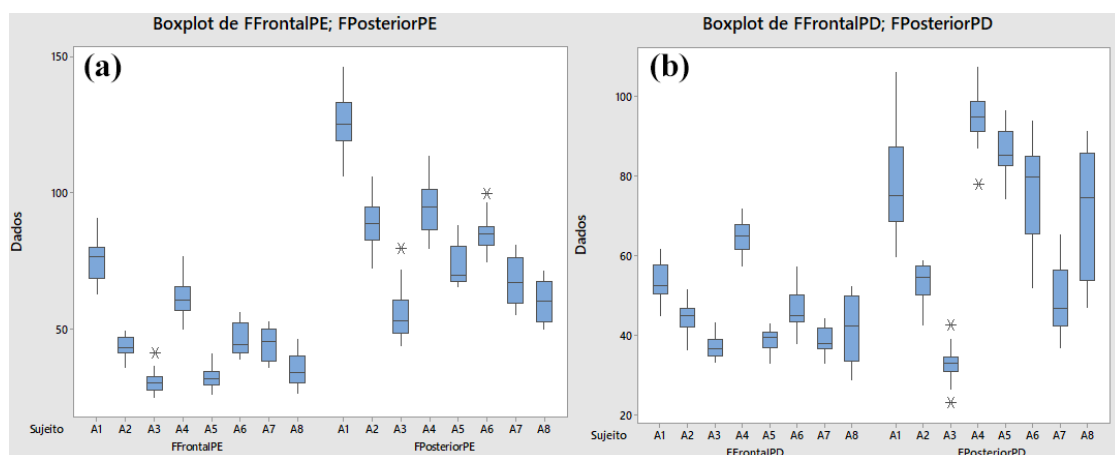 Boxplot de FFrontalPE; FPosteriorPE
(a)
150
100
50
Dados
Sujeito A1 A2 A3 A4 A5 A6 A7 A8 A1 A2 A3 A4 A5 A6 A7 A8
FFrontalPE FPosteriorPE
Boxplot de FFrontalPD; FPosteriorPD
(b)
100
80
60
40
20
Dados
Sujeito A1 A2 A3 A4 A5 A6 A7 A8 A1 A2 A3 A4 A5 A6 A7 A8
FFrontalPD FPosteriorPD